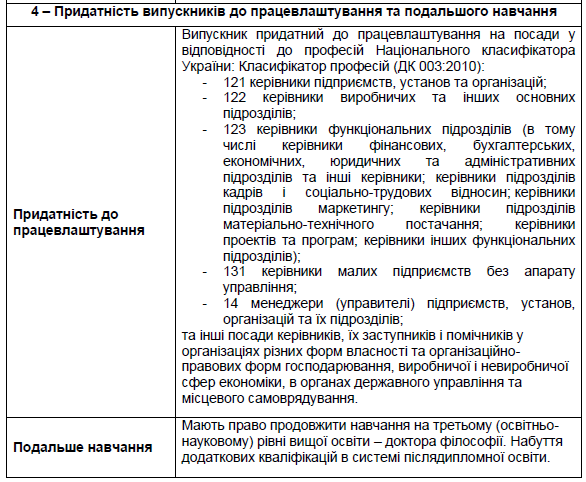 4 – Придатність випускників до працевлаштування та подальшого навчання
Придатність до
працевлаштування
Випускник придатний до працевлаштування на посади у
відповідності до професій Національного класифікатора
України: Класифікатор професій (ДК 003:2010):
- 121 керівники підприємств, установ та організацій;
- 122 керівники виробничих та інших основних
підрозділів;
- 123 керівники функціональних підрозділів (в тому
числі керівники фінансових, бухгалтерських,
економічних, юридичних та адміністративних
підрозділів та інші керівники; керівники підрозділів
кадрів і соціально-трудових відносин; керівники
підрозділів маркетингу; керівники підрозділів
матеріально-технічного постачання; керівники
проектів та програм; керівники інших функціональних
підрозділів);
- 131 керівники малих підприємств без апарату
управління;
- 14 менеджери (управителі) підприємств, установ,
організацій та їх підрозділів;
та інші посади керівників, їх заступників і помічників у
організаціях різних форм власності та організаційно-
правових форм господарювання, виробничої і невиробничої
сфер економіки, в органах державного управління та
місцевого самоврядування.
Подальше навчання
Мають право продовжити навчання на третьому (освітньо-
науковому) рівні вищої освіти – доктора філософії. Набуття
додаткових кваліфікацій в системі післядипломної освіти.